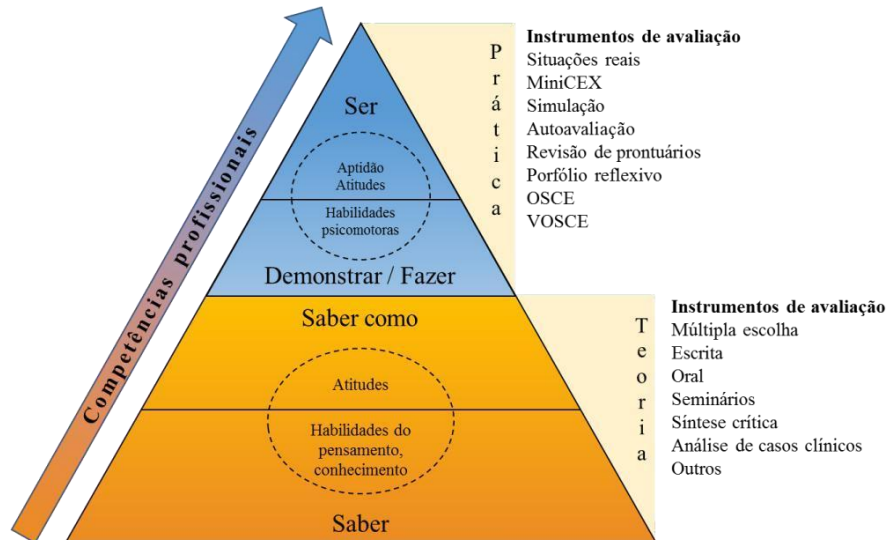 Competências profissionais
Ser
Aptidão
Atitudes
Habilidades
psicomotoras
Demonstrar / Fazer
Saber como
Atitudes
Habilidades do
pensamento,
conhecimento
Saber
Prática
Instrumentos de avaliação
Situações reais
MiniCEX
Simulação
Autoavaliação
Revisão de prontuários
Porfólio reflexivo
OSCE
VOSCE
Teoria
Instrumentos de avaliação
Múltipla escolha
Escrita
Oral
Seminários
Síntese crítica
Análise de casos clínicos
Outros